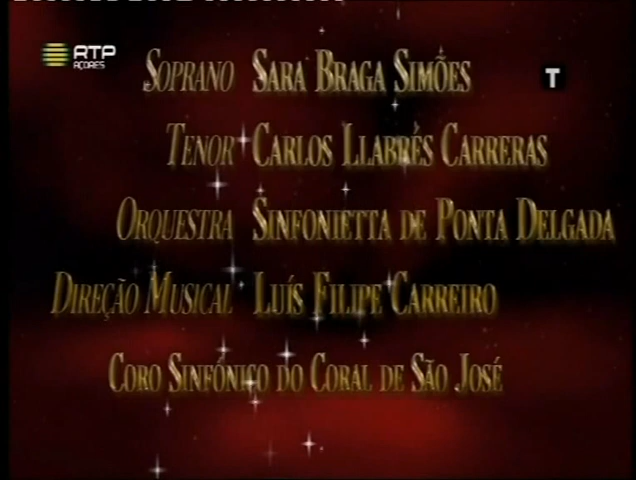 RTP
AÇORES
T
SOPRANO SARA BRAGA SIMÕES
TENOR CARLOS LLABRÉS CARRERAS
ORQUESTRA SINFONIETTA DE PONTA DELGADA
DIREÇÃO MUSICAL LUÍS FILIPE CARREIRO
CORO SINFÓNICO DO CORAL DE SÃO JOSÉ